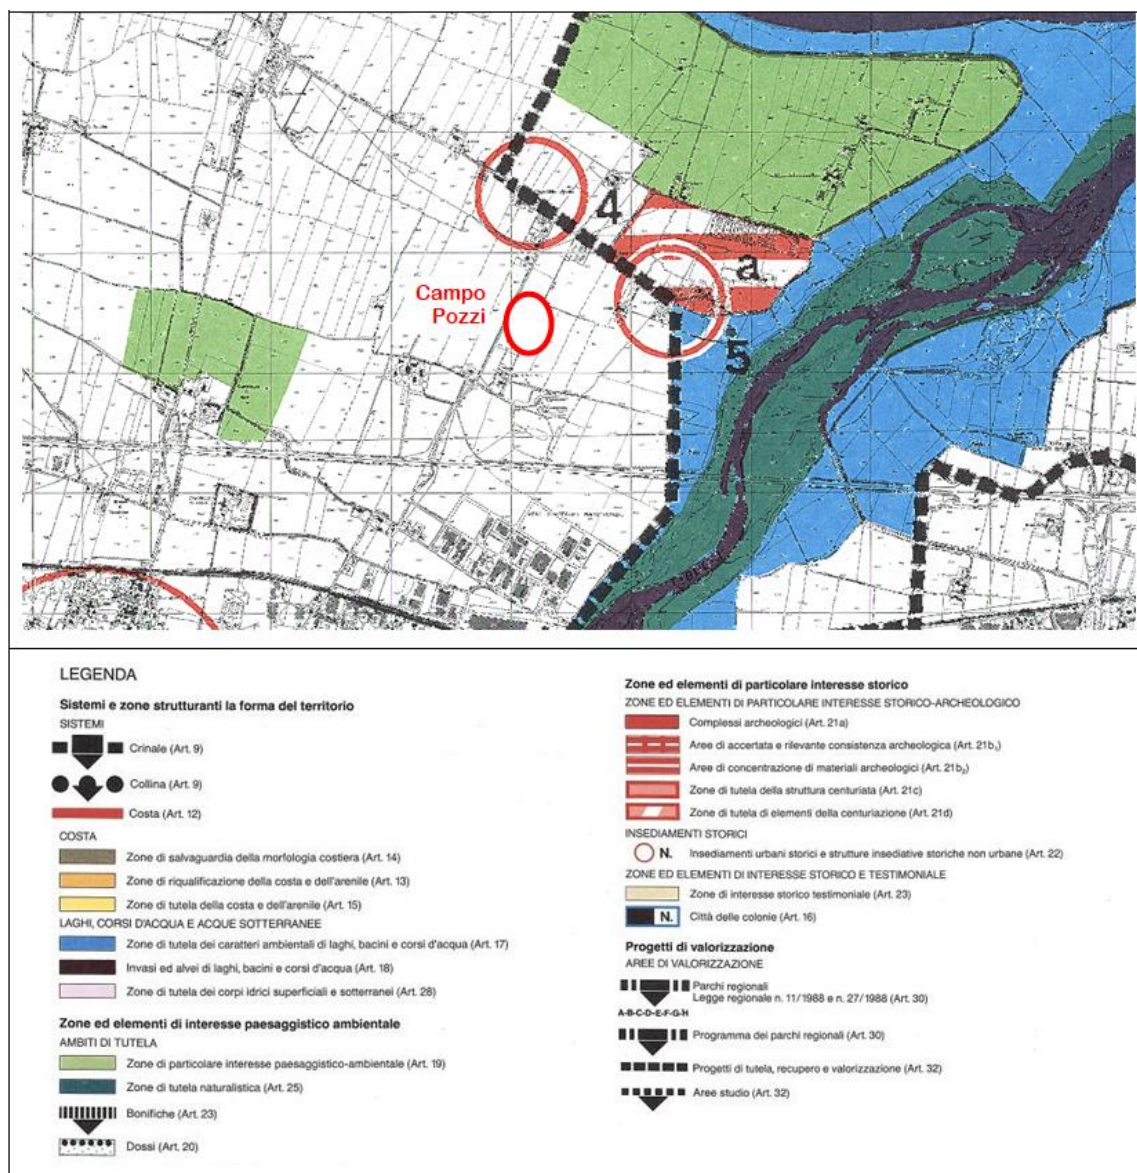 4
a
Campo
Pozzi
5
LEGENDA
Sistemi e zone strutturanti la forma del territorio
SISTEMI
Crinale (Art. 9)
Collina (Art. 9)
Costa (Art. 12)
COSTA
Zone di salvaguardia della morfologia costiera (Art. 14)
Zone di riqualificazione della costa e dell'arenile (Art. 13)
Zone di tutela della costa e dell'arenile (Art. 15)
LAGHI, CORSI D'ACQUA E ACQUE SOTTERRANEE
Zone di tutela dei caratteri ambientali di laghi, bacini e corsi d'acqua (Art. 17)
Invasi ed alvei di laghi, bacini e corsi d'acqua (Art. 18)
Zone di tutela dei corpi idrici superficiali e sotterranei (Art. 28)
Zone ed elementi di interesse paesaggistico ambientale
AMBITI DI TUTELA
Zone di particolare interesse paesaggistico-ambientale (Art. 19)
Zone di tutela naturalistica (Art. 25)
Bonifiche (Art. 23)
Dossi (Art. 20)
Zone ed elementi di particolare interesse storico
ZONE ED ELEMENTI DI PARTICOLARE INTERESSE STORICO-ARCHEOLOGICO
Complessi archeologici (Art. 21a)
Aree di accertata e rilevante consistenza archeologica (Art. 21b₁)
Aree di concentrazione di materiali archeologici (Art. 21b₂)
Zone di tutela della struttura centuriata (Art. 21c)
Zone di tutela di elementi della centuriazione (Art. 21d)
INSEDIAMENTI STORICI
N. Insediamenti urbani storici e strutture insediative storiche non urbane (Art. 22)
ZONE ED ELEMENTI DI INTERESSE STORICO E TESTIMONIALE
Zone di interesse storico testimoniale (Art. 23)
N. Città delle colonie (Art. 16)
Progetti di valorizzazione
AREE DI VALORIZZAZIONE
Parchi regionali
Legge regionale n. 11/1988 e n. 27/1988 (Art. 30)
A-B-C-D-E-F-G-H
Programma dei parchi regionali (Art. 30)
Progetti di tutela, recupero e valorizzazione (Art. 32)
Aree studio (Art. 32)